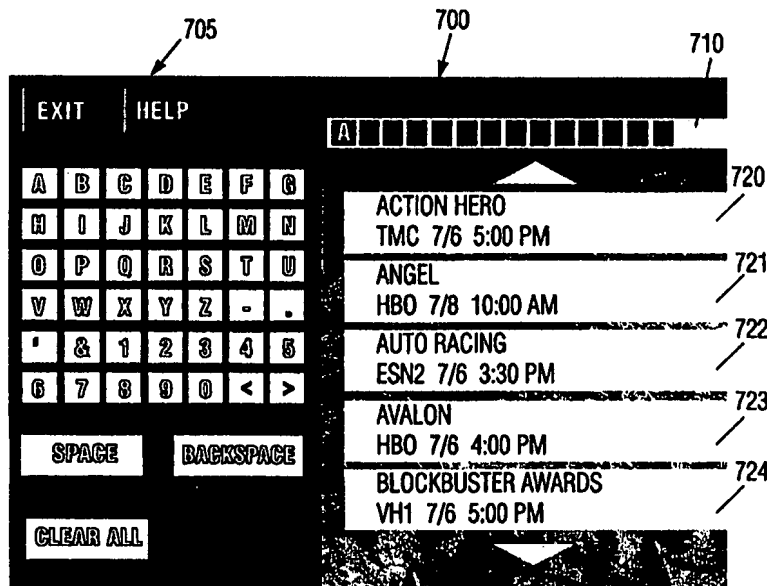 705
700
710
EXIT HELP
A
A B C D E F G
H I J K L M N
O P Q R S T U
V W X Y Z - .
' & 1 2 3 4 5
6 7 8 9 0 < >
SPACE BACKSPACE
CLEAR ALL
720
ACTION HERO
TMC 7/6 5:00 PM
721
ANGEL
HBO 7/8 10:00 AM
722
AUTO RACING
ESN2 7/6 3:30 PM
723
AVALON
HBO 7/6 4:00 PM
724
BLOCKBUSTER AWARDS
VH1 7/6 5:00 PM